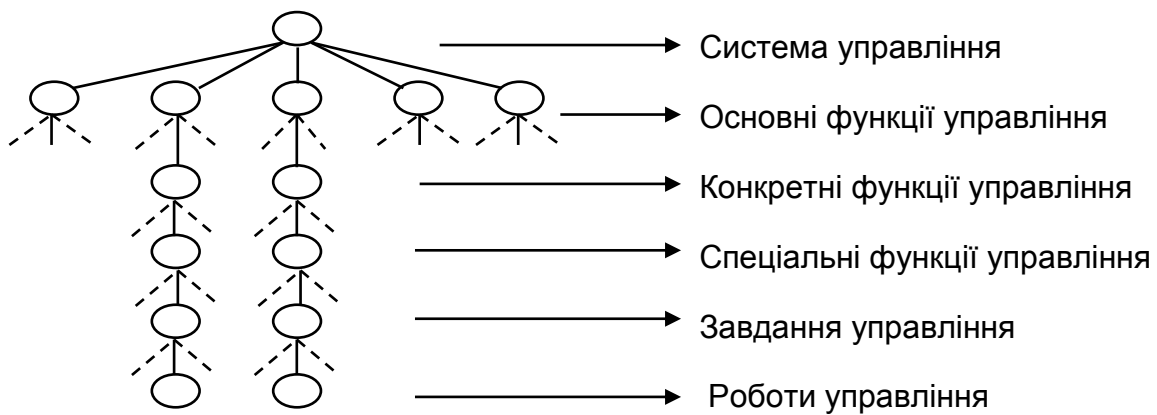 Система управління
Основні функції управління
Конкретні функції управління
Спеціальні функції управління
Завдання управління
Роботи управління